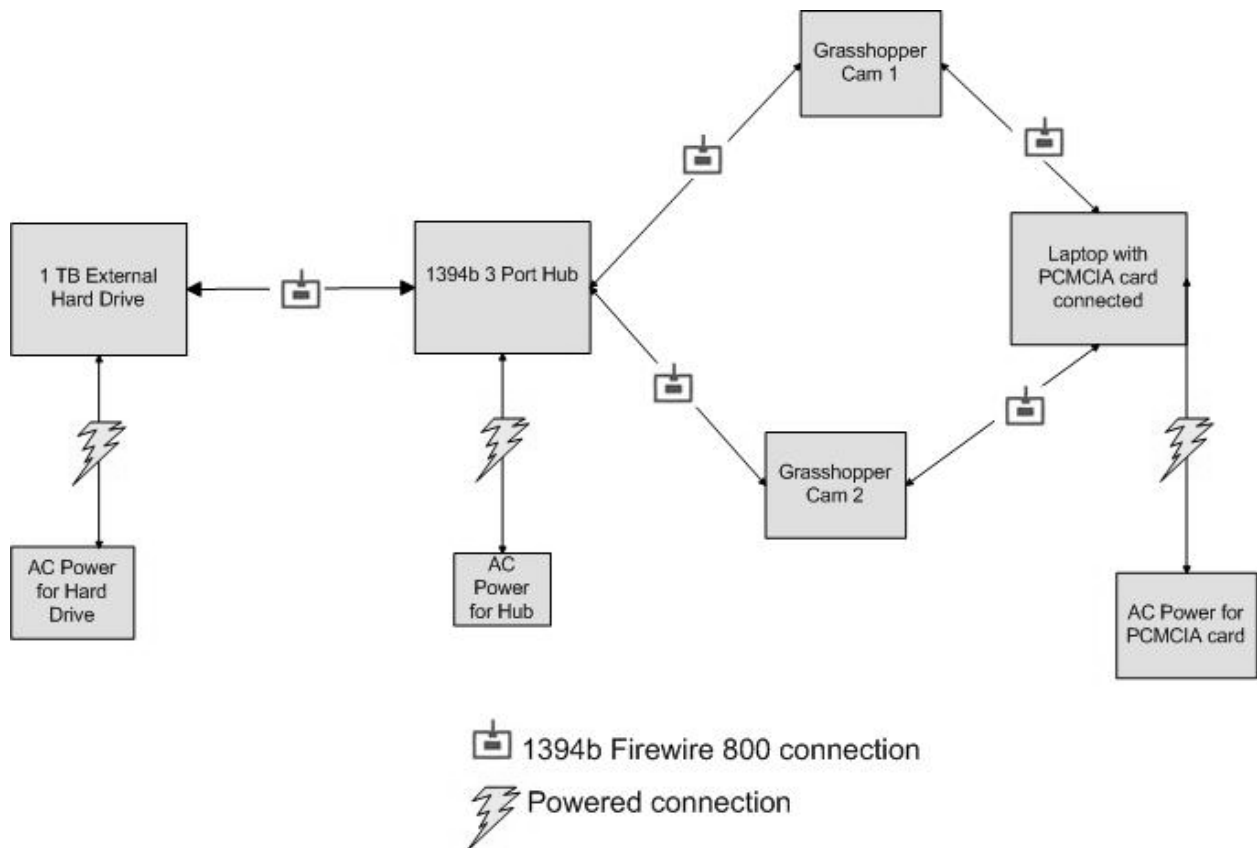 Grasshopper
Cam 1
1 TB External
Hard Drive
1394b 3 Port Hub
Laptop with
PCMCIA card
connected
Grasshopper
Cam 2
AC Power
for Hard
Drive
AC
Power
for Hub
AC Power for
PCMCIA card
1394b Firewire 800 connection
Powered connection